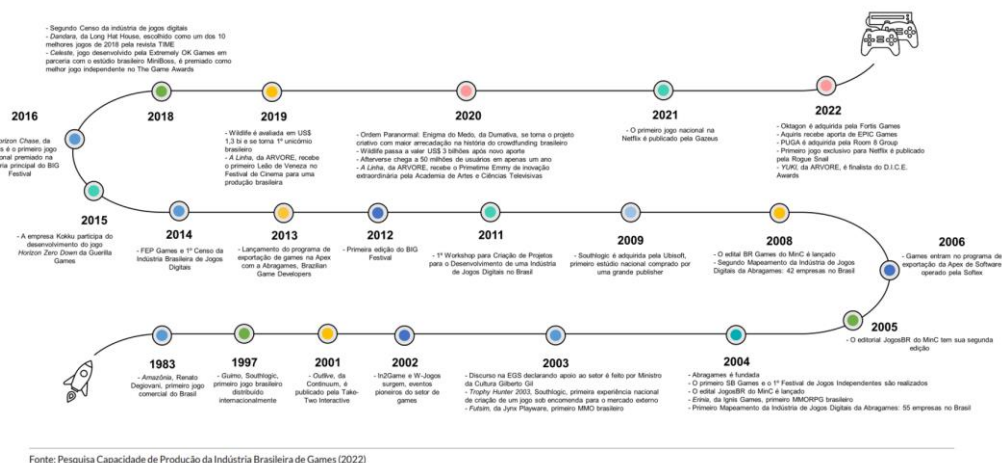 - Segundo Censo da indústria de jogos digitais
- Dandara, da Long Hat House, escolhido como um dos 10
melhores jogos de 2018 pela revista TIME
- Celeste, jogo desenvolvido pela Extremely OK Games em
parceria com o estúdio brasileiro MiniBoss, é premiado como
melhor jogo independente no The Game Awards
2016
orizon Chase, da
s é o primeiro jogo
onal premiado na
ria principal do BIG
Festival
2018
2019
- Wildlife é avaliada em US$
1,3 bi e se torna 1º unicórnio
brasileiro
- A Linha, da ARVORE, recebe
o primeiro Leão de Veneza no
Festival de Cinema para uma
produção brasileira
2020
- Ordem Paranormal: Enigma do Medo, da Dumativa, se torna o projeto
criativo com maior arrecadação na história do crowdfunding brasileiro
- Wildlife passa a valer US$ 3 bilhões após novo aporte
- Afterverse chega a 50 milhões de usuários em apenas um ano
- A Linha, da ARVORE, recebe o Primetime Emmy de inovação
extraordinária pela Academia de Artes e Ciências Televisivas
2021
- O primeiro jogo nacional na
Netflix é publicado pela Gazeus
2022
- Oktagon é adquirida pela Fortis Games
- Aquiris recebe aporte de EPIC Games
- PUGA é adquirida pela Room 8 Group
- Primeiro jogo exclusivo para Netflix é publicado
pela Rogue Snail
- YUKI, da ARVORE, é finalista do D.I.C.E.
Awards
2015
- A empresa Kokku participa do
desenvolvimento do jogo
Horizon Zero Down da Guerilla
Games
2014
- FEP Games e 1º Censo da
Indústria Brasileira de Jogos
Digitais
2013
- Lançamento do programa de
exportação de games na Apex
com a Abragames, Brazilian
Game Developers
2012
- Primeira edição do BIG
Festival
2011
- 1º Workshop para Criação de Projetos
para o Desenvolvimento de uma Indústria
de Jogos Digitais no Brasil
2009
- Southlogic é adquirida pela Ubisoft,
primeiro estúdio nacional comprado por
uma grande publisher
2008
- O edital BR Games do MinC é lançado
- Segundo Mapeamento da Indústria de Jogos
Digitais da Abragames: 42 empresas no Brasil
2006
- Games entram no programa de
exportação da Apex de Software
operado pela Softex
2005
- O editorial JogosBR do MinC tem sua segunda
edição
1983
- Amazônia, Renato
Degiovani, primeiro jogo
comercial do Brasil
1997
- Guimo, Southlogic,
primeiro jogo brasileiro
distribuído
internacionalmente
2001
- Outlive, da
Continuum, é
publicado pela Take-
Two Interactive
2002
- In2Game e W-Jogos
surgem, eventos
pioneiros do setor de
games
2003
- Discurso na EGS declarando apoio ao setor é feito por Ministro
da Cultura Gilberto Gil
- Trophy Hunter 2003, Southlogic, primeira experiência nacional
de criação de um jogo sob encomenda para o mercado externo
- Futsim, da Jynx Playware, primeiro MMO brasileiro
2004
- Abragames é fundada
- O primeiro SB Games e o 1º Festival de Jogos Independentes são realizados
- O edital JogosBR do MinC é lançado
- Erinia, da Ignis Games, primeiro MMORPG brasileiro
- Primeiro Mapeamento da Indústria de Jogos Digitais da Abragames: 55 empresas no Brasil
Fonte: Pesquisa Capacidade de Produção da Indústria Brasileira de Games (2022)